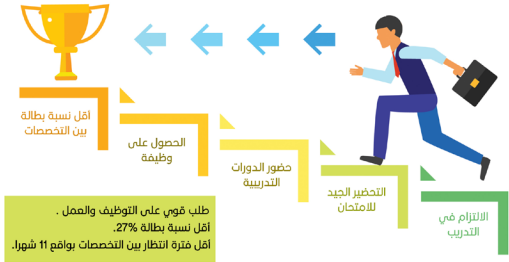 الالتزام في
التدريب
التحضير الجيد
للامتحان
حضور الدورات
التدريبية
الحصول على
وظيفة
اقل نسبة بطالة
بين التخصصات
طلب قوي على التوظيف والعمل .
أقل نسبة بطالة 27%.
أقل فترة انتظار بين التخصصات بواقع 11 شهرا.